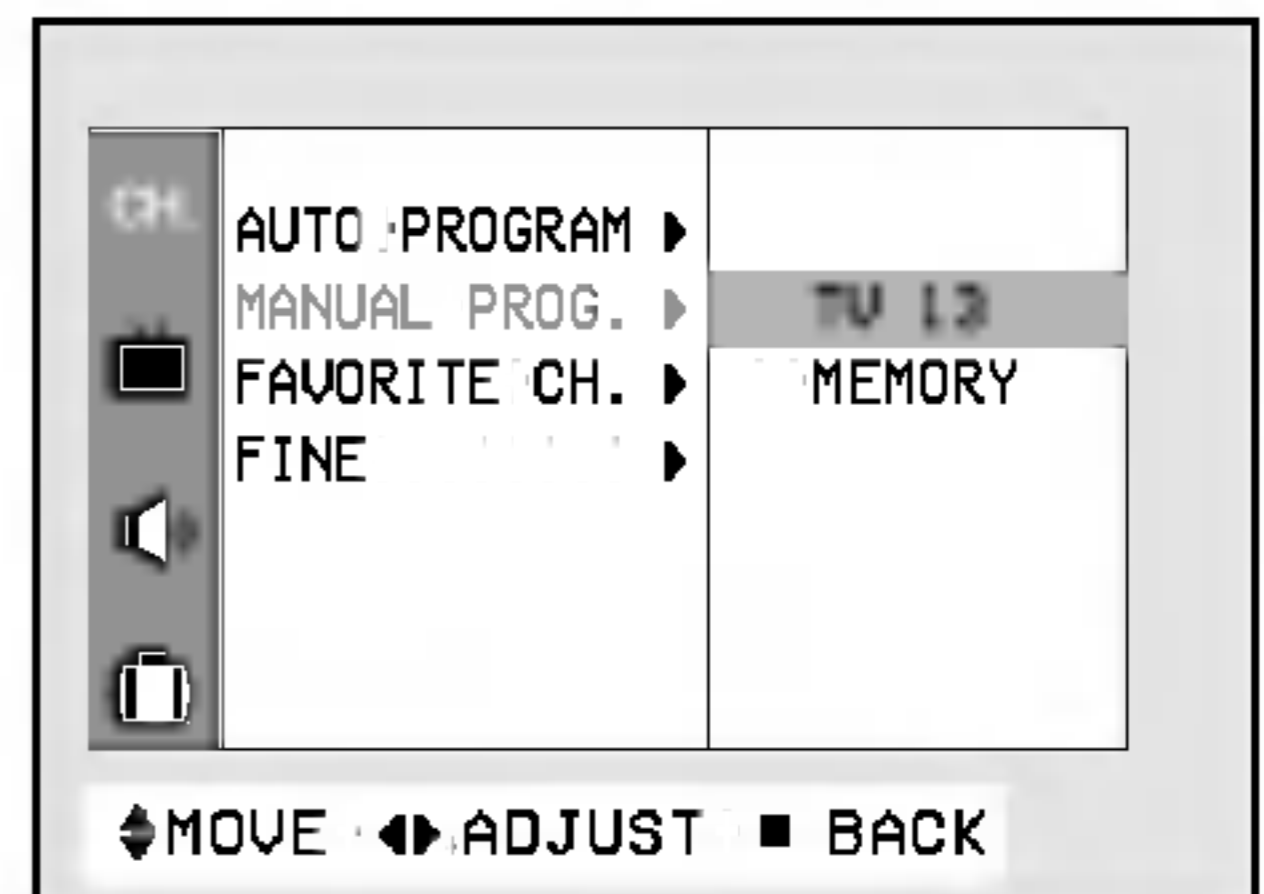 CH.
AUTO PROGRAM ▶
MANUAL PROG. ▶ TV 13
FAVORITE CH. ▶ MEMORY
FINE ▶
MOVE ◀▶ ADJUST ■ BACK